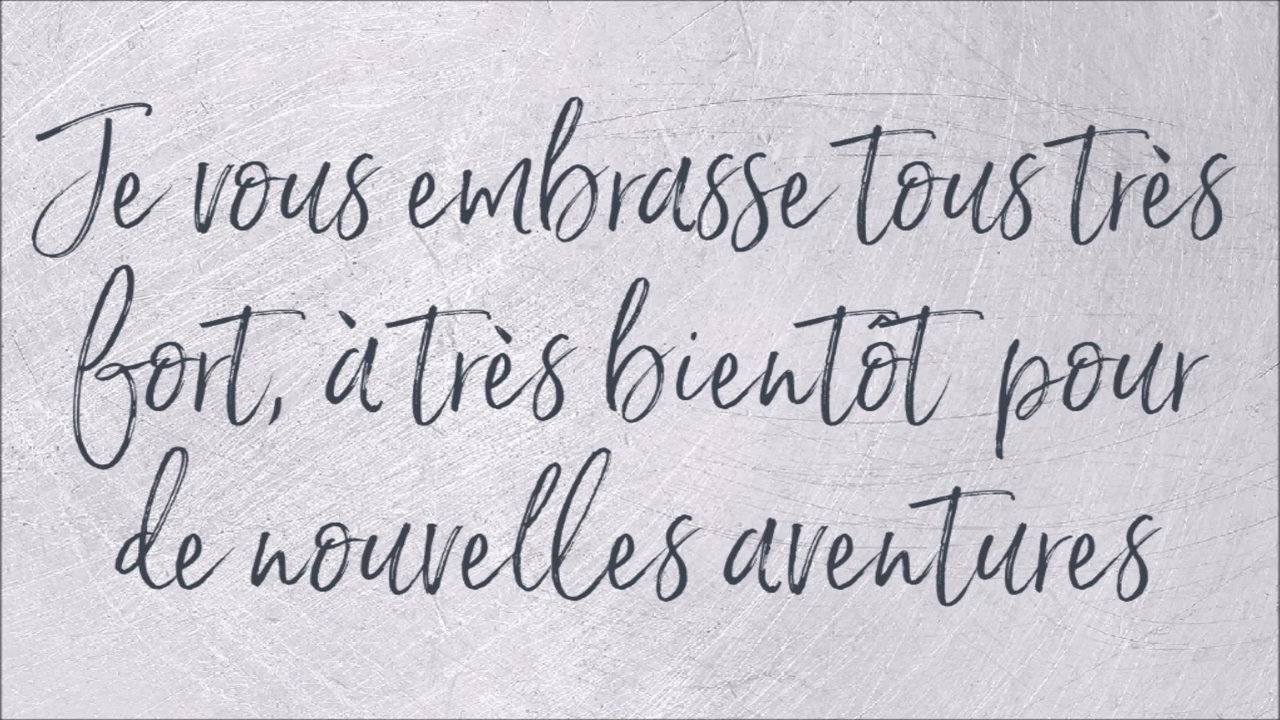 Je vous embrasse tous très
fort, à très bientôt pour
de nouvelles aventures